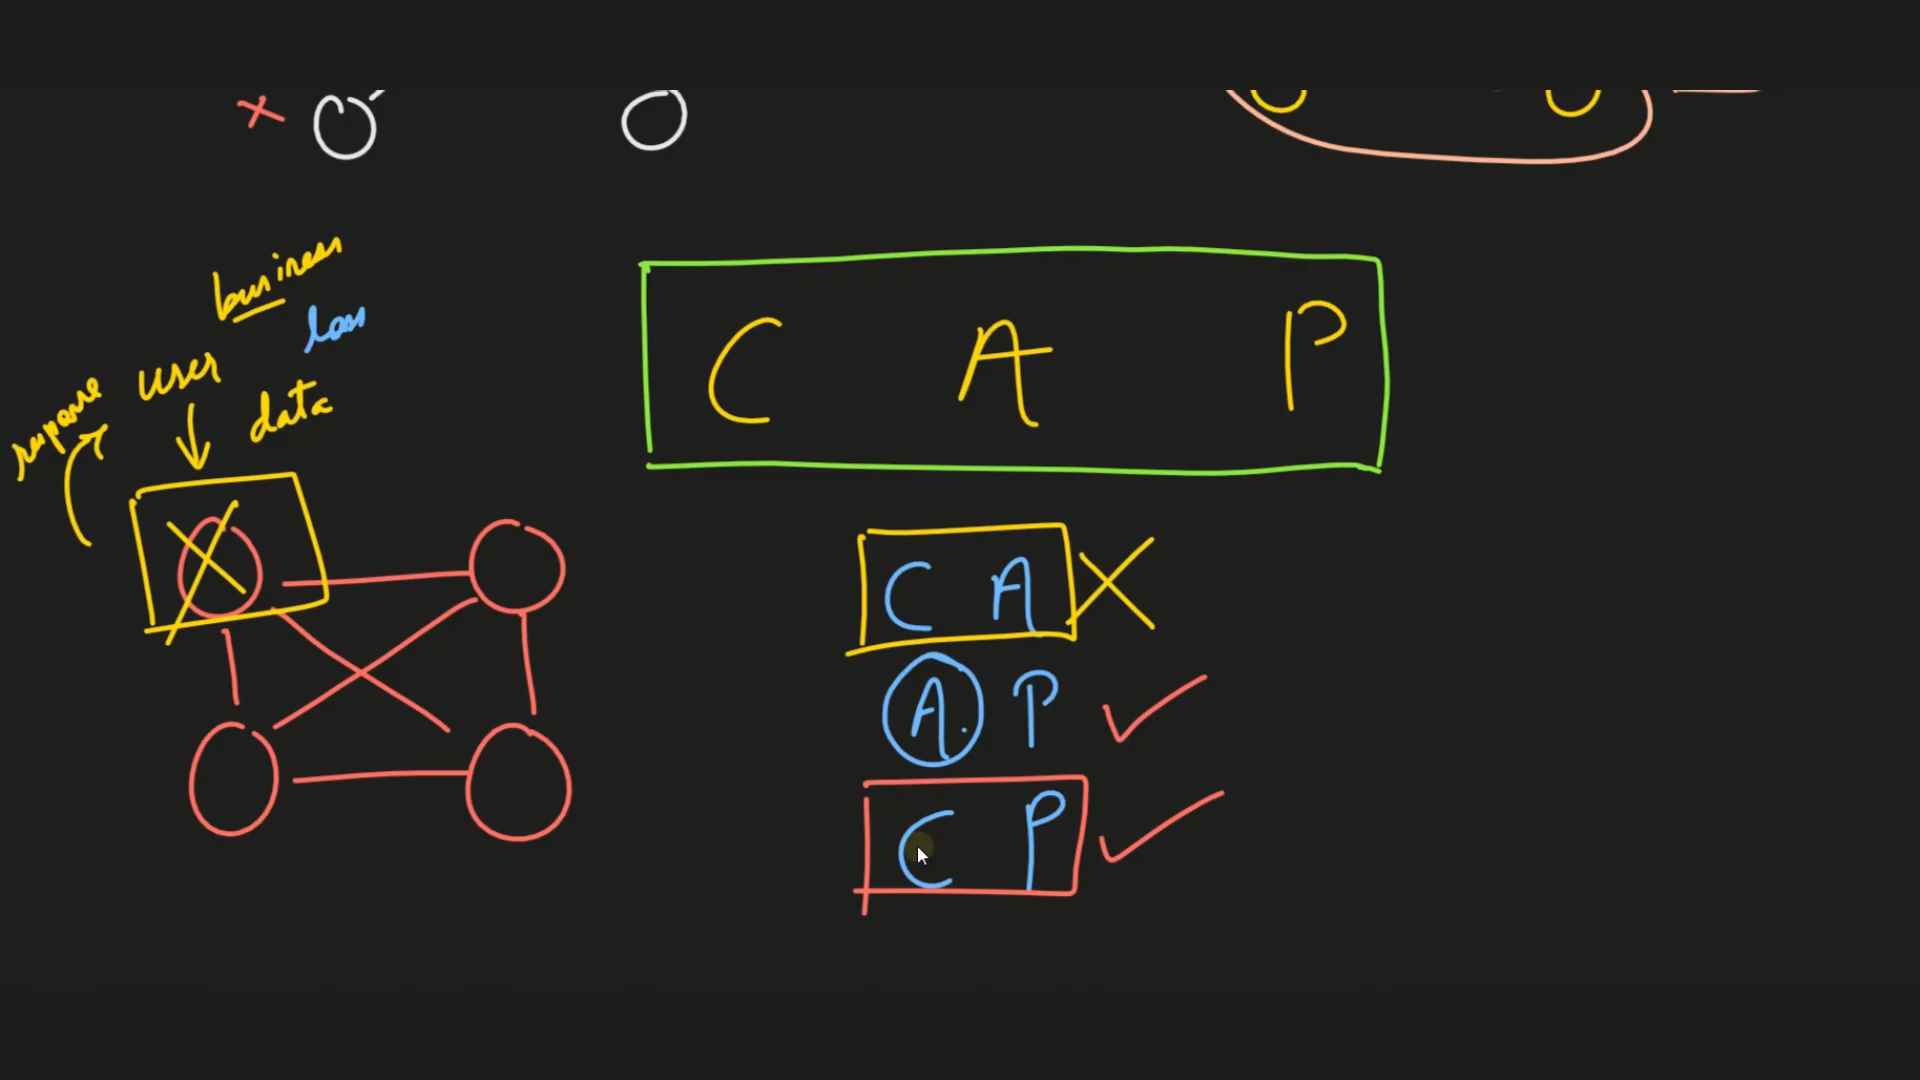 business
loss
user
data
response
C A P
C A
A. P
C P